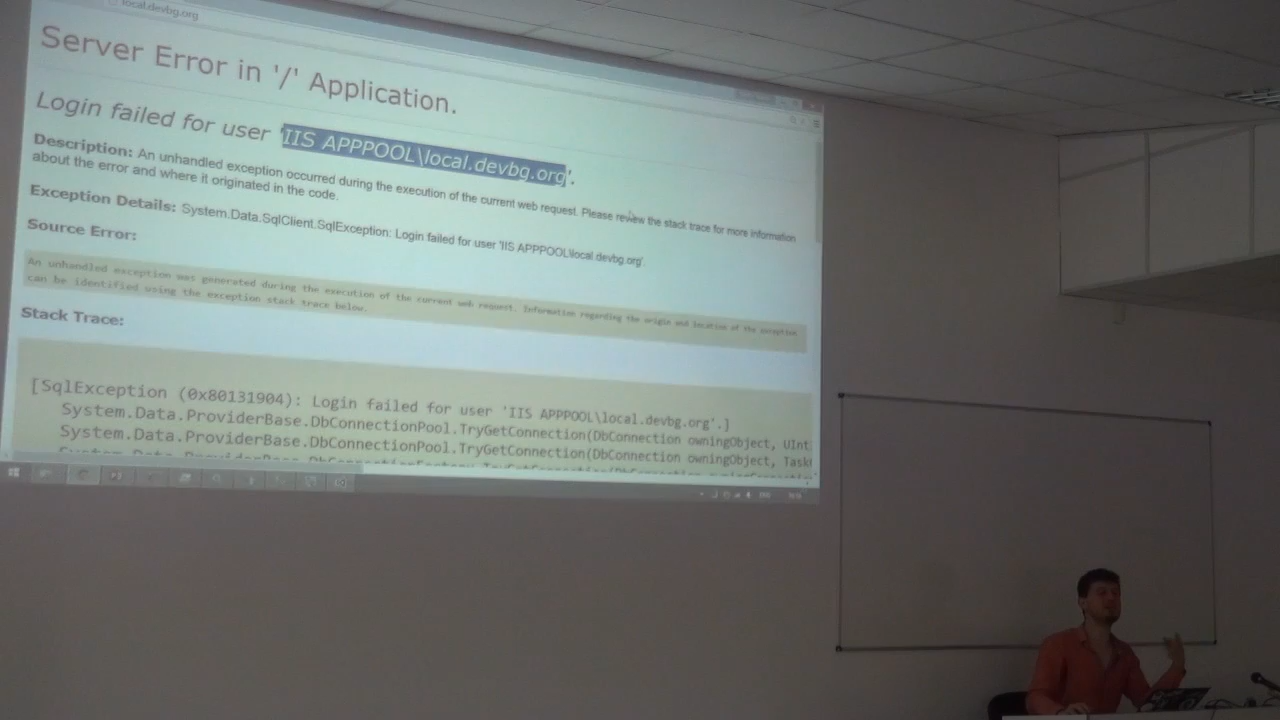 local.devbg.org
Server Error in '/' Application.
Login failed for user 'IIS APPPOOL\local.devbg.org'.
Description: An unhandled exception occurred during the execution of the current web request. Please review the stack trace for more information
about the error and where it originated in the code.
Exception Details: System.Data.SqlClient.SqlException: Login failed for user 'IIS APPPOOL\local.devbg.org'.
Source Error:
An unhandled exception was generated during the execution of the current web request. Information regarding the origin and location of the exception
can be identified using the exception stack trace below.
Stack Trace:
[SqlException (0x80131904): Login failed for user 'IIS APPPOOL\local.devbg.org'.]
System.Data.ProviderBase.DbConnectionPool.TryGetConnection(DbConnection owningObject, UInt
System.Data.ProviderBase.DbConnectionPool.TryGetConnection(DbConnection owningObject, Task